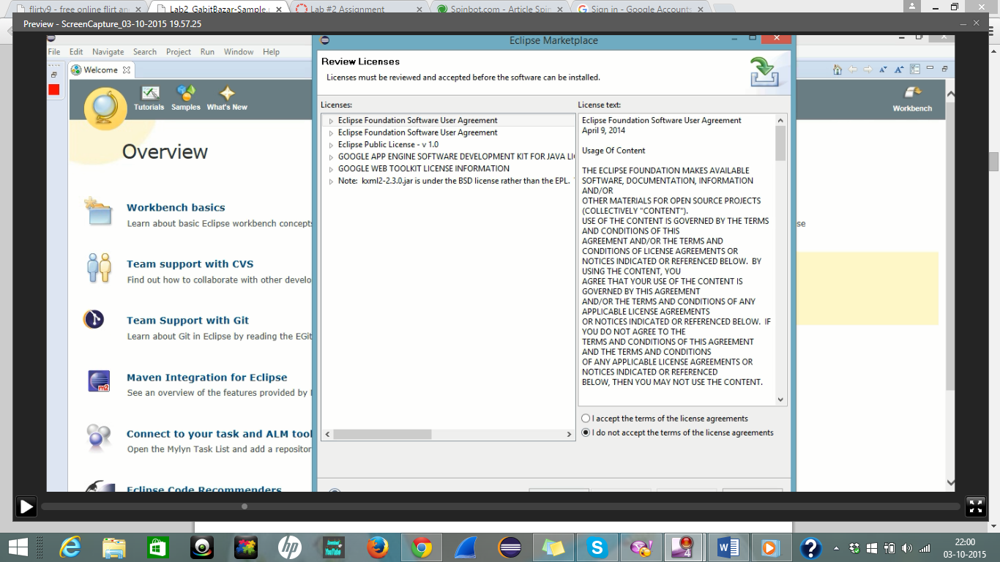 flirty9 - free online flirt an
Lab2_GabitBazar-Sample.
Lab #2 Assignment
Spinbot.com - Article Spin
Sign in - Google Accounts
Preview - ScreenCapture_03-10-2015 19.57.25
Eclipse Marketplace
File Edit Navigate Search Project Run Window Help
Welcome
Tutorials Samples What's New
Workbench
Overview
Workbench basics
Learn about basic Eclipse workbench concepts
se
Team support with CVS
Find out how to collaborate with other develo
Team Support with Git
Learn about Git in Eclipse by reading the EGit
Maven Integration for Eclipse
See an overview of the features provided by
Connect to your task and ALM tool
Open the Mylyn Task List and add a repositor
Eclipse Code Recommenders
Review Licenses
Licenses must be reviewed and accepted before the software can be installed.
Licenses:
Eclipse Foundation Software User Agreement
Eclipse Foundation Software User Agreement
Eclipse Public License - v 1.0
GOOGLE APP ENGINE SOFTWARE DEVELOPMENT KIT FOR JAVA LI
GOOGLE WEB TOOLKIT LICENSE INFORMATION
Note: kxml2-2.3.0.jar is under the BSD license rather than the EPL.
License text:
Eclipse Foundation Software User Agreement
April 9, 2014
Usage Of Content
THE ECLIPSE FOUNDATION MAKES AVAILABLE
SOFTWARE, DOCUMENTATION, INFORMATION
AND/OR
OTHER MATERIALS FOR OPEN SOURCE PROJECTS
(COLLECTIVELY "CONTENT").
USE OF THE CONTENT IS GOVERNED BY THE TERMS
AND CONDITIONS OF THIS
AGREEMENT AND/OR THE TERMS AND
CONDITIONS OF LICENSE AGREEMENTS OR
NOTICES INDICATED OR REFERENCED BELOW. BY
USING THE CONTENT, YOU
AGREE THAT YOUR USE OF THE CONTENT IS
GOVERNED BY THIS AGREEMENT
AND/OR THE TERMS AND CONDITIONS OF ANY
APPLICABLE LICENSE AGREEMENTS
OR NOTICES INDICATED OR REFERENCED BELOW. IF
YOU DO NOT AGREE TO THE
TERMS AND CONDITIONS OF THIS AGREEMENT
AND THE TERMS AND CONDITIONS
OF ANY APPLICABLE LICENSE AGREEMENTS OR
NOTICES INDICATED OR REFERENCED
BELOW, THEN YOU MAY NOT USE THE CONTENT.
I accept the terms of the license agreements
I do not accept the terms of the license agreements
22:00
03-10-2015